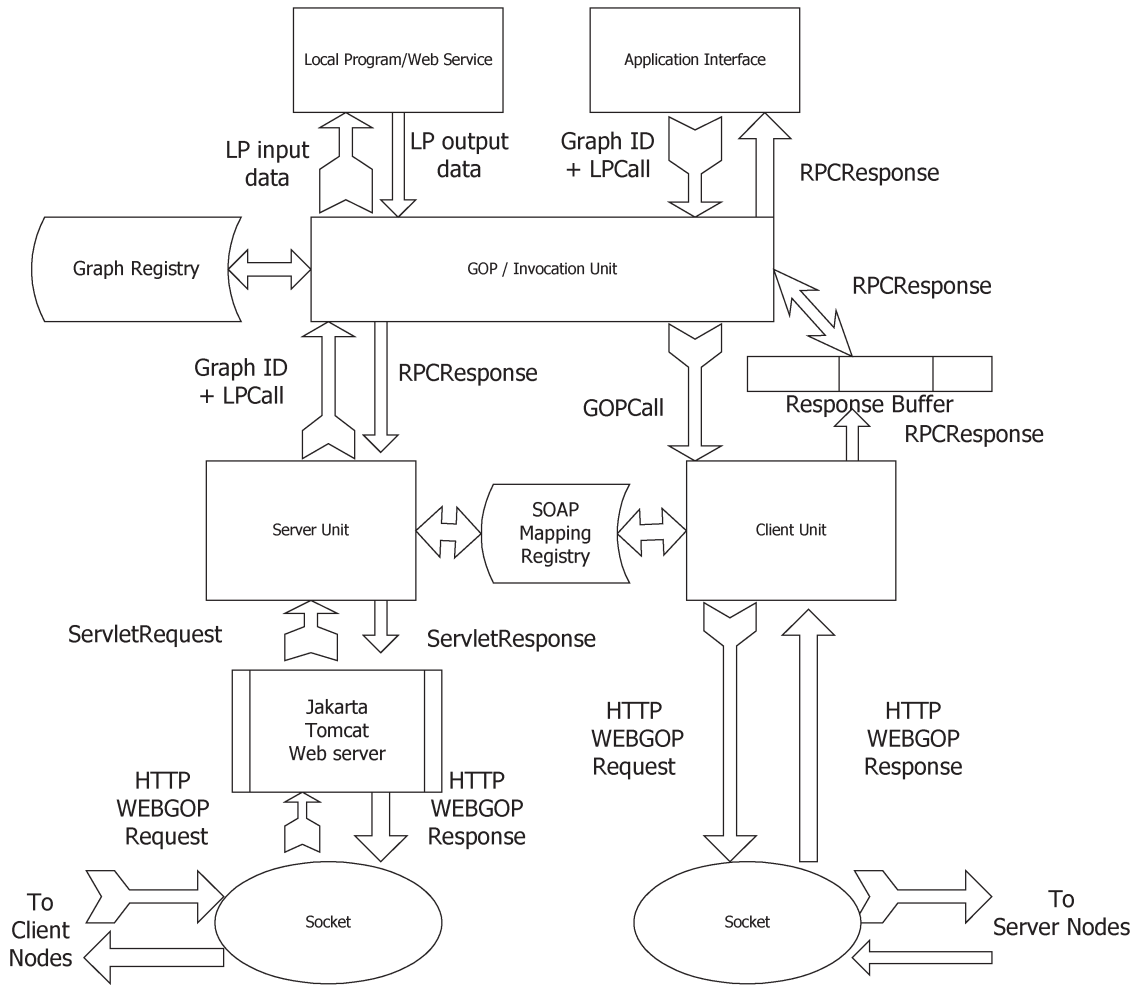 Local Program/Web Service
Application Interface
LP input
data
LP output
data
Graph ID
+ LPCall
RPCResponse
Graph Registry
GOP / Invocation Unit
RPCResponse
Graph ID
+ LPCall
RPCResponse
GOPCall
Response Buffer
RPCResponse
Server Unit
SOAP
Mapping
Registry
Client Unit
ServletRequest
ServletResponse
Jakarta
Tomcat
Web server
HTTP
WEBGOP
Request
HTTP
WEBGOP
Response
HTTP
WEBGOP
Request
HTTP
WEBGOP
Response
To
Client
Nodes
Socket
Socket
To
Server Nodes